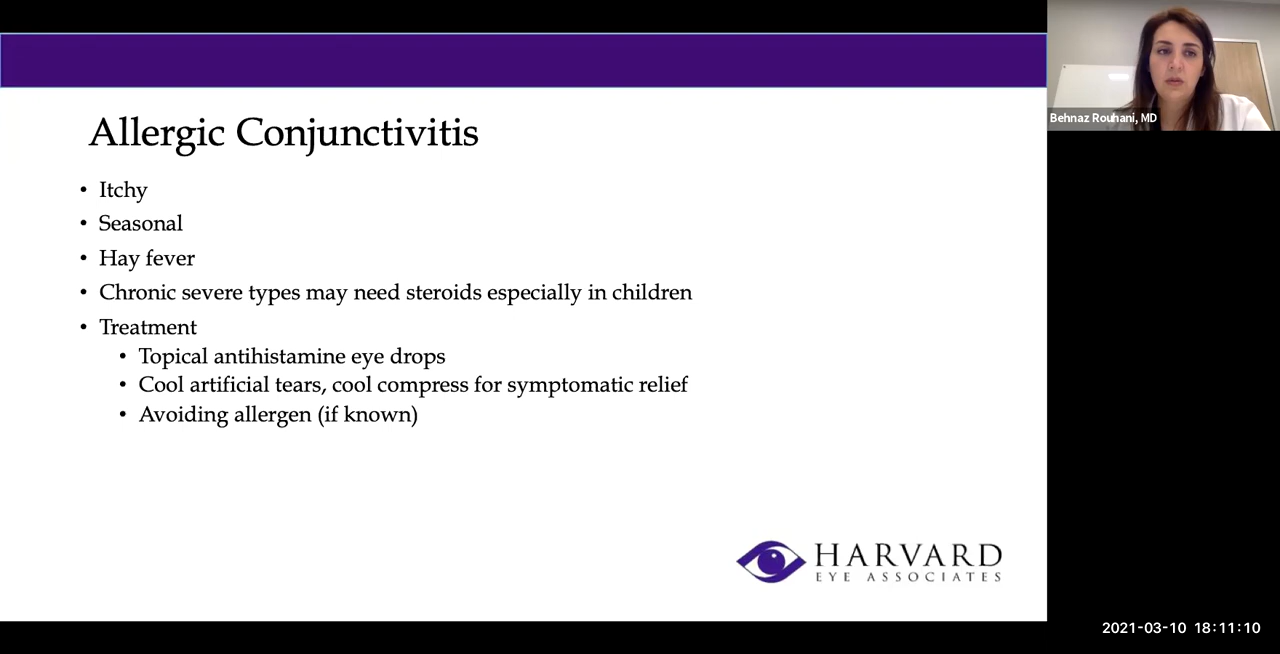 Allergic Conjunctivitis
• Itchy
• Seasonal
• Hay fever
• Chronic severe types may need steroids especially in children
• Treatment
• Topical antihistamine eye drops
• Cool artificial tears, cool compress for symptomatic relief
• Avoiding allergen (if known)
HARVARD
EYE ASSOCIATES
Behnaz Rouhani, MD
2021-03-10 18:11:10